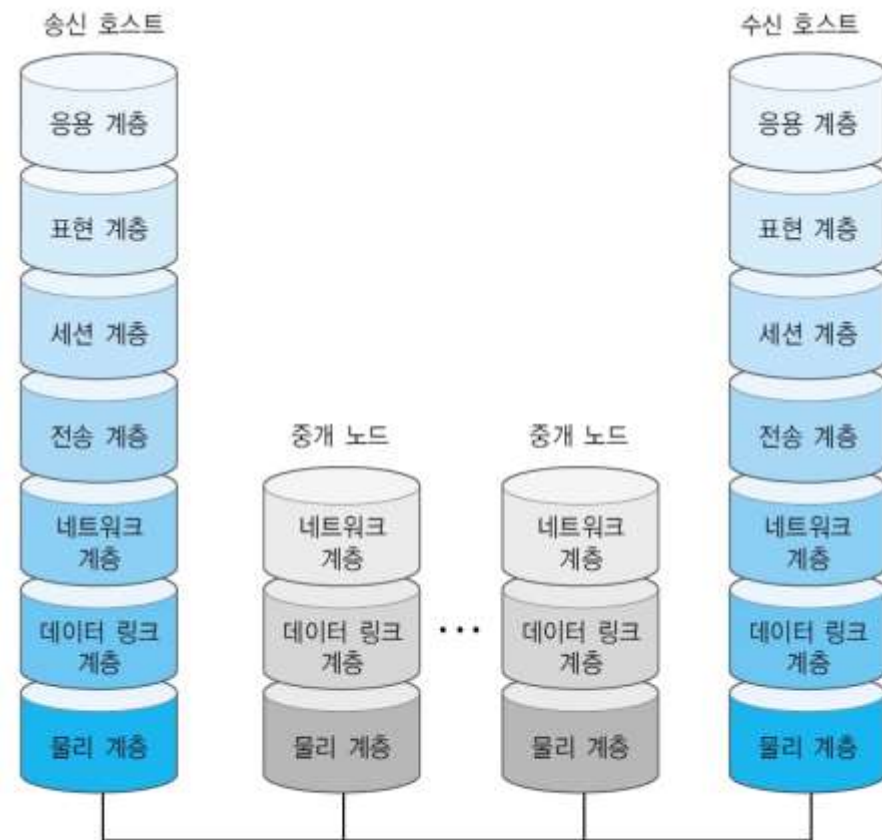 송신 호스트
응용 계층
표현 계층
세션 계층
전송 계층
네트워크
계층
데이터 링크
계층
물리 계층
중개 노드
네트워크
계층
데이터 링크
계층
물리 계층
...
중개 노드
네트워크
계층
데이터 링크
계층
물리 계층
수신 호스트
응용 계층
표현 계층
세션 계층
전송 계층
네트워크
계층
데이터 링크
계층
물리 계층